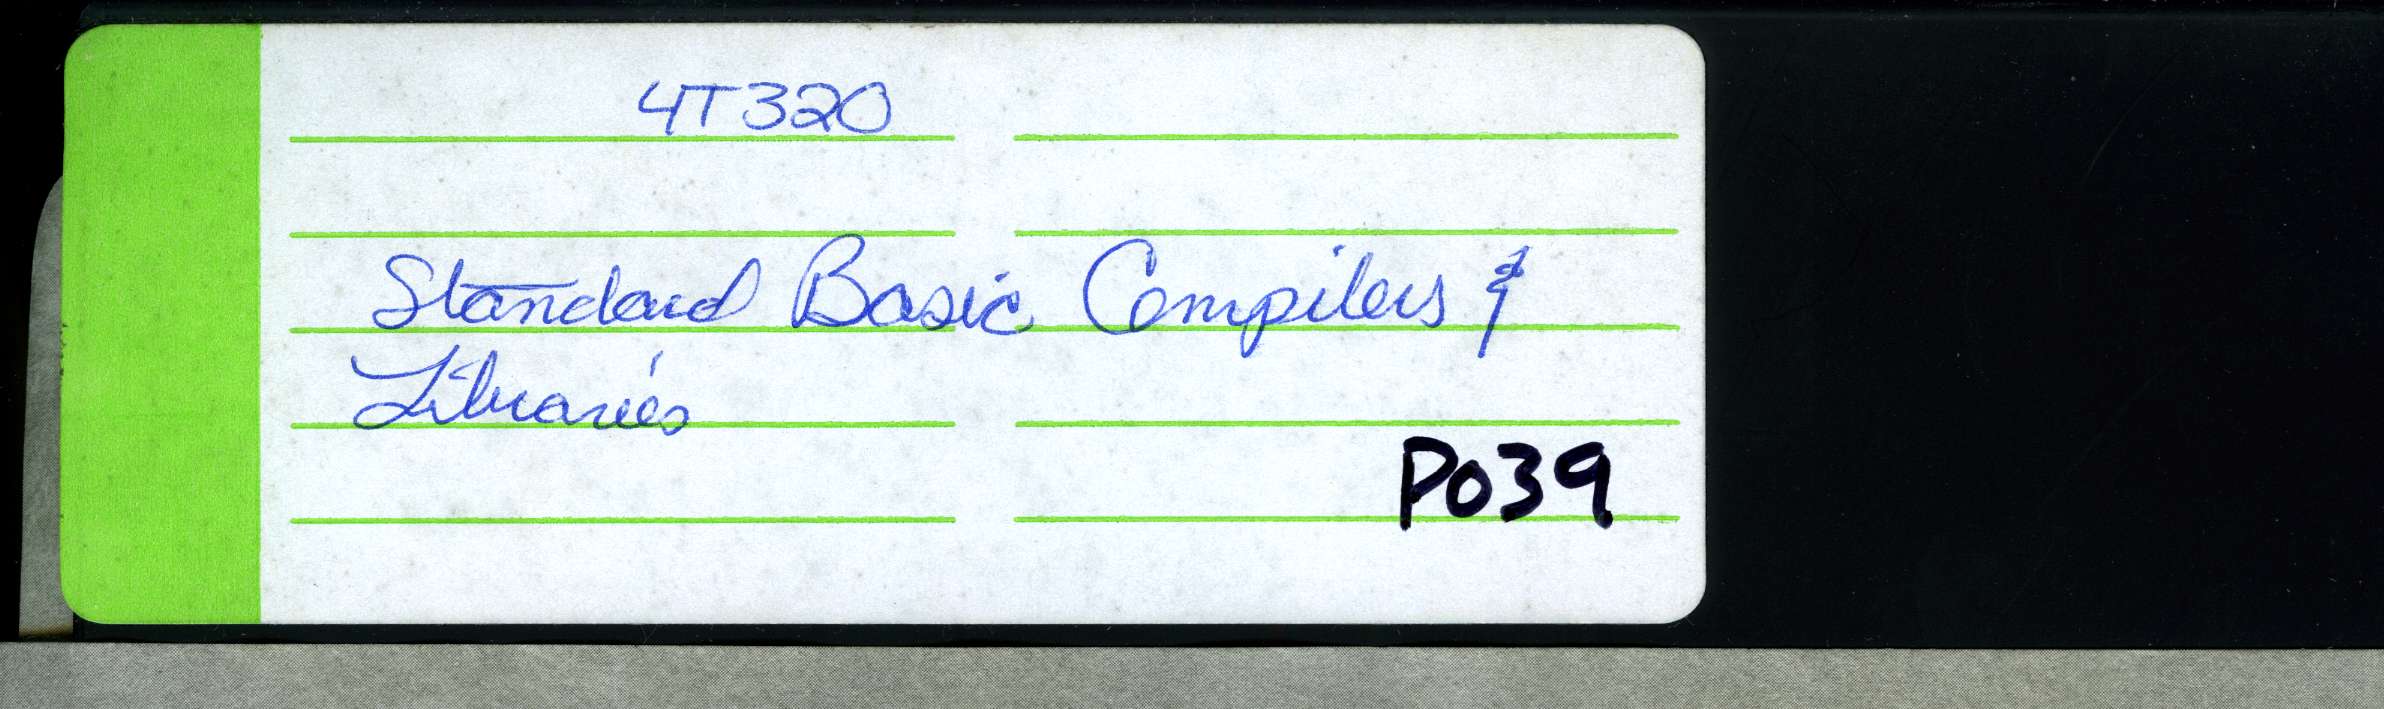 4T320
Standard Basic Compilers &
Libraries
P039